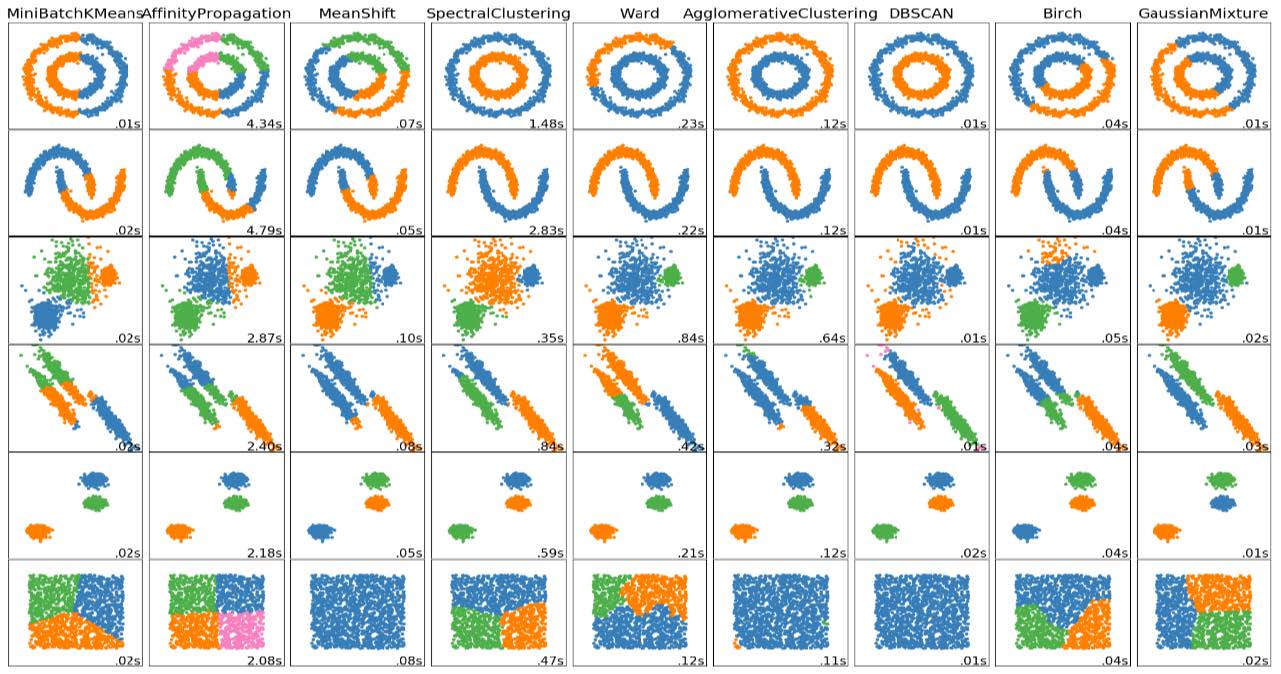 MiniBatchKMeans AffinityPropagation MeanShift SpectralClustering Ward AgglomerativeClustering DBSCAN Birch GaussianMixture
.01s 4.34s .07s 1.48s .23s .12s .01s .04s .01s
.02s 4.79s .05s 2.83s .22s .12s .01s .04s .01s
.02s 2.87s .10s .35s .84s .64s .01s .05s .02s
.02s 2.40s .08s .84s .42s .32s .01s .04s .03s
.02s 2.18s .05s .59s .21s .12s .02s .04s .01s
.02s 2.08s .08s .47s .12s .11s .01s .04s .02s